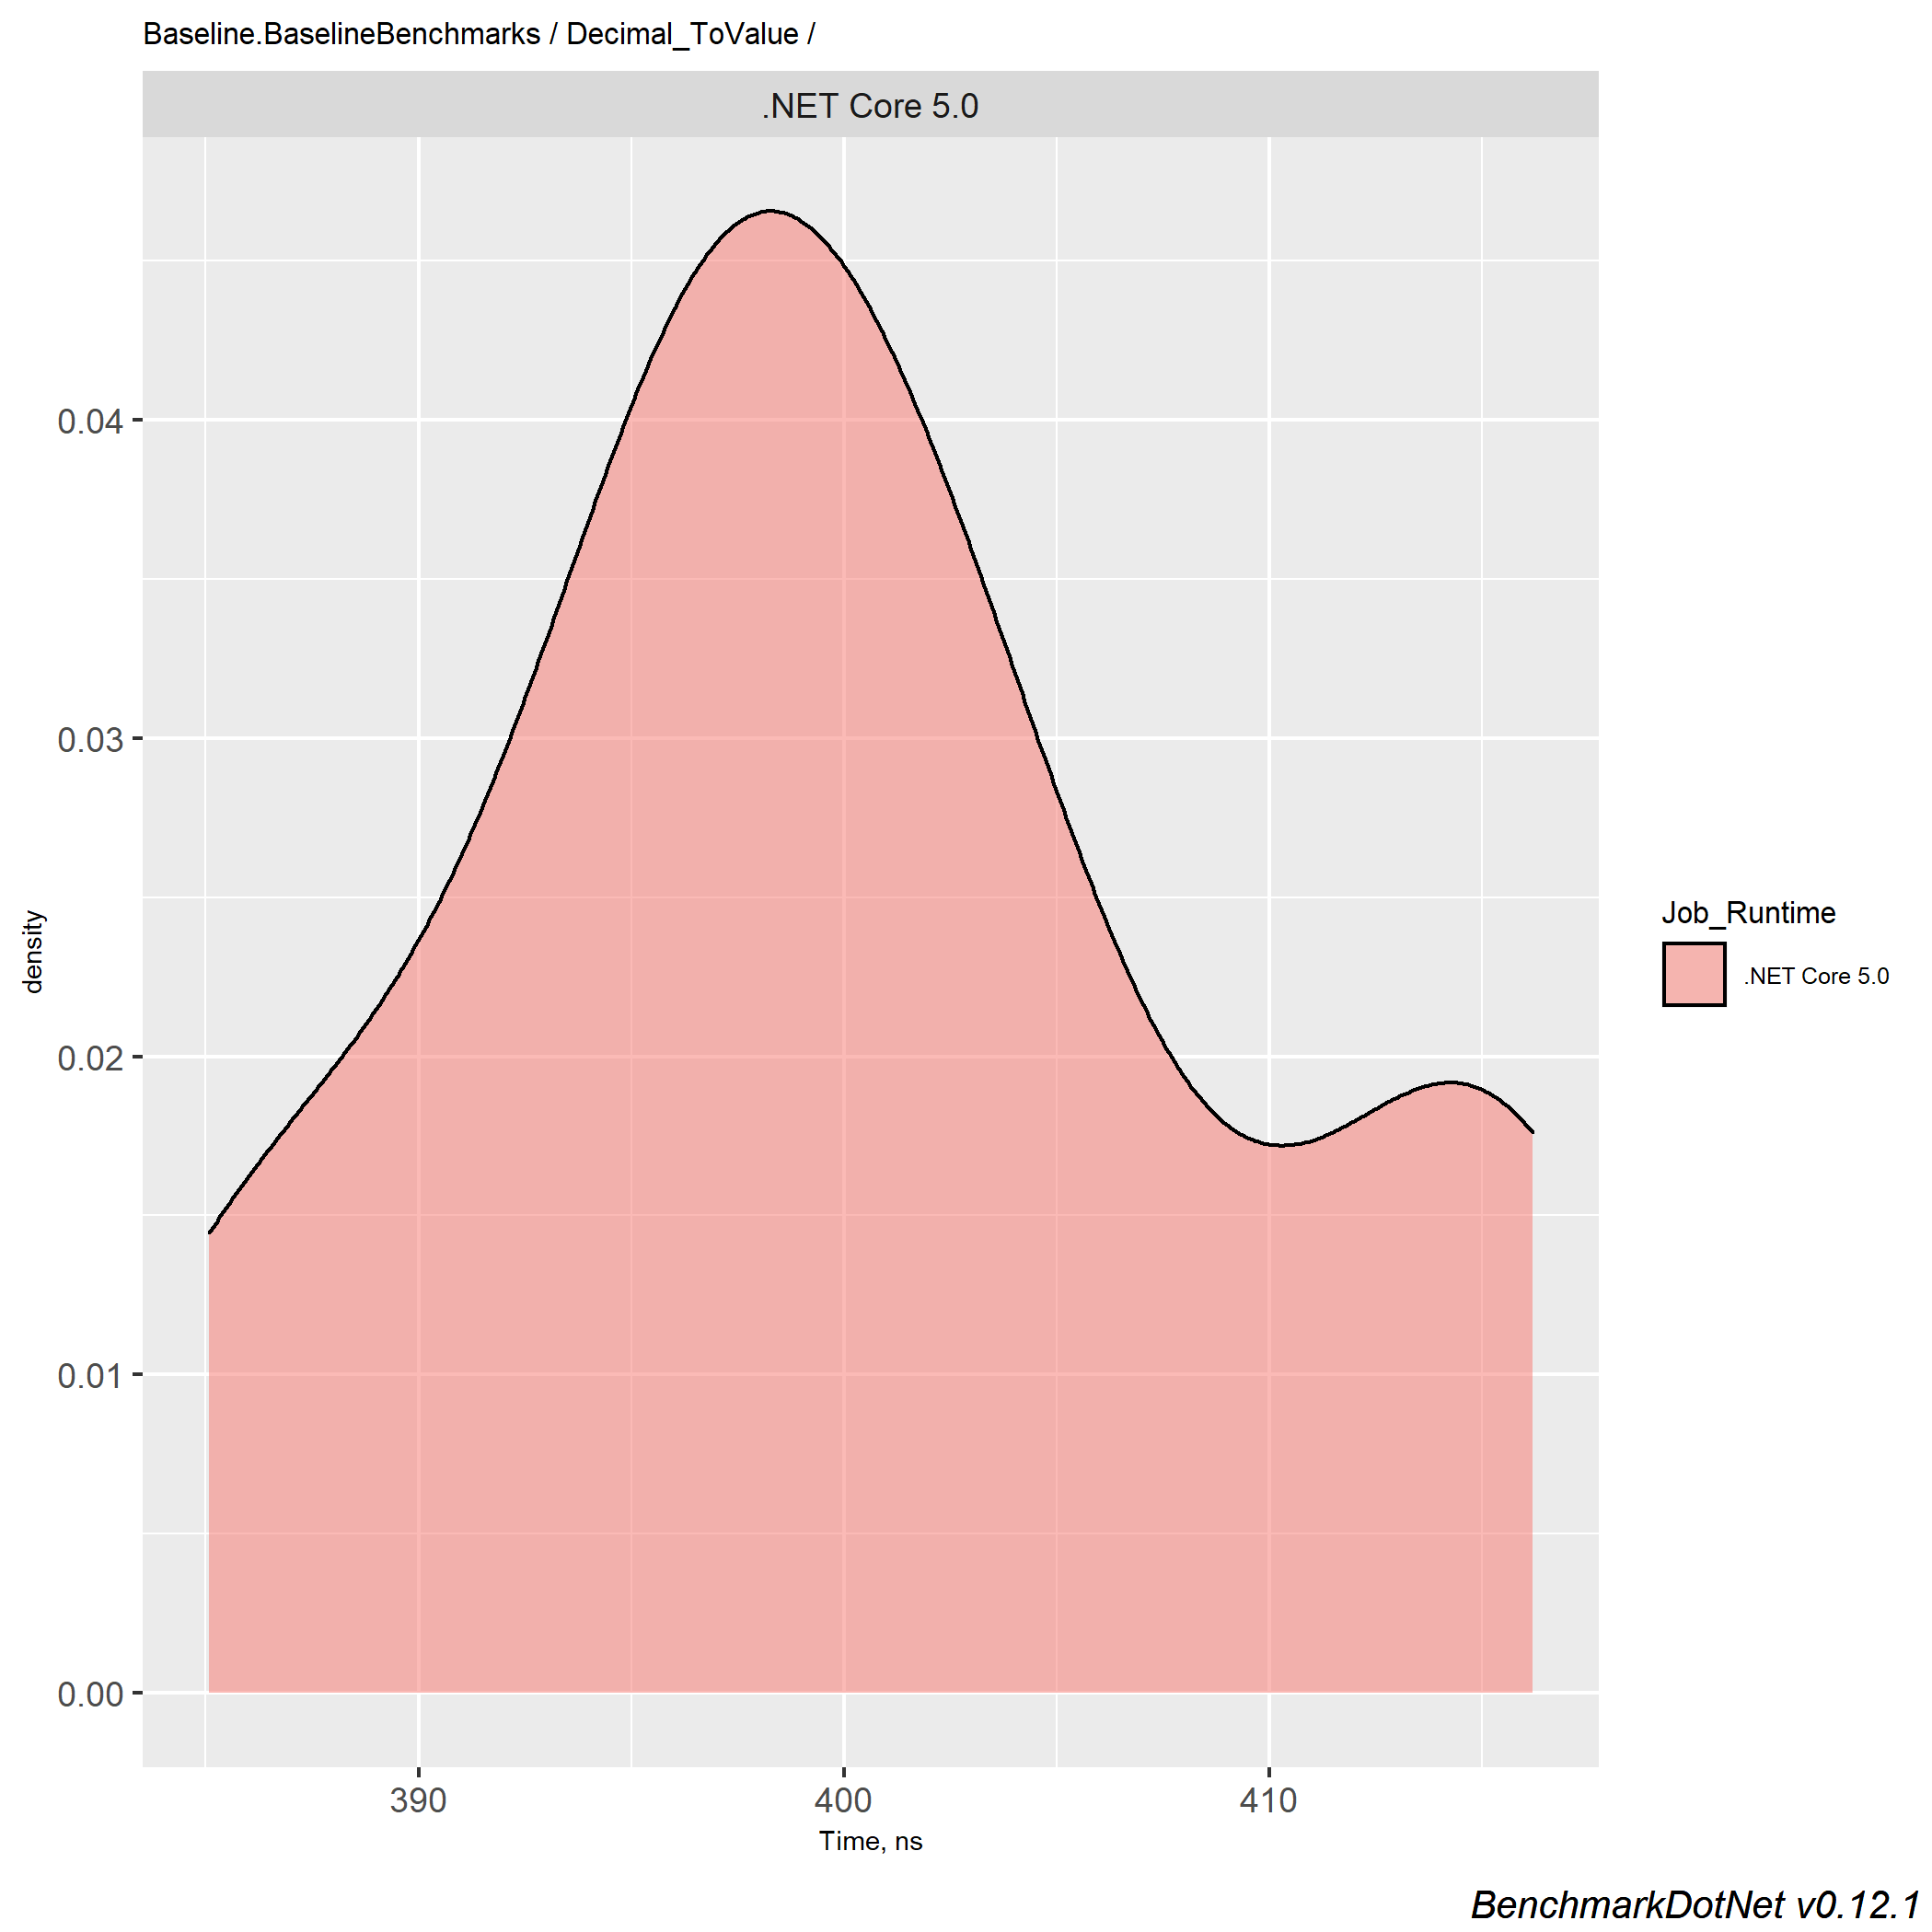 Baseline.BaselineBenchmarks / Decimal_ToValue /
.NET Core 5.0
0.04
0.03
0.02
0.01
0.00
density
390 400 410
Time, ns
Job_Runtime
.NET Core 5.0
BenchmarkDotNet v0.12.1